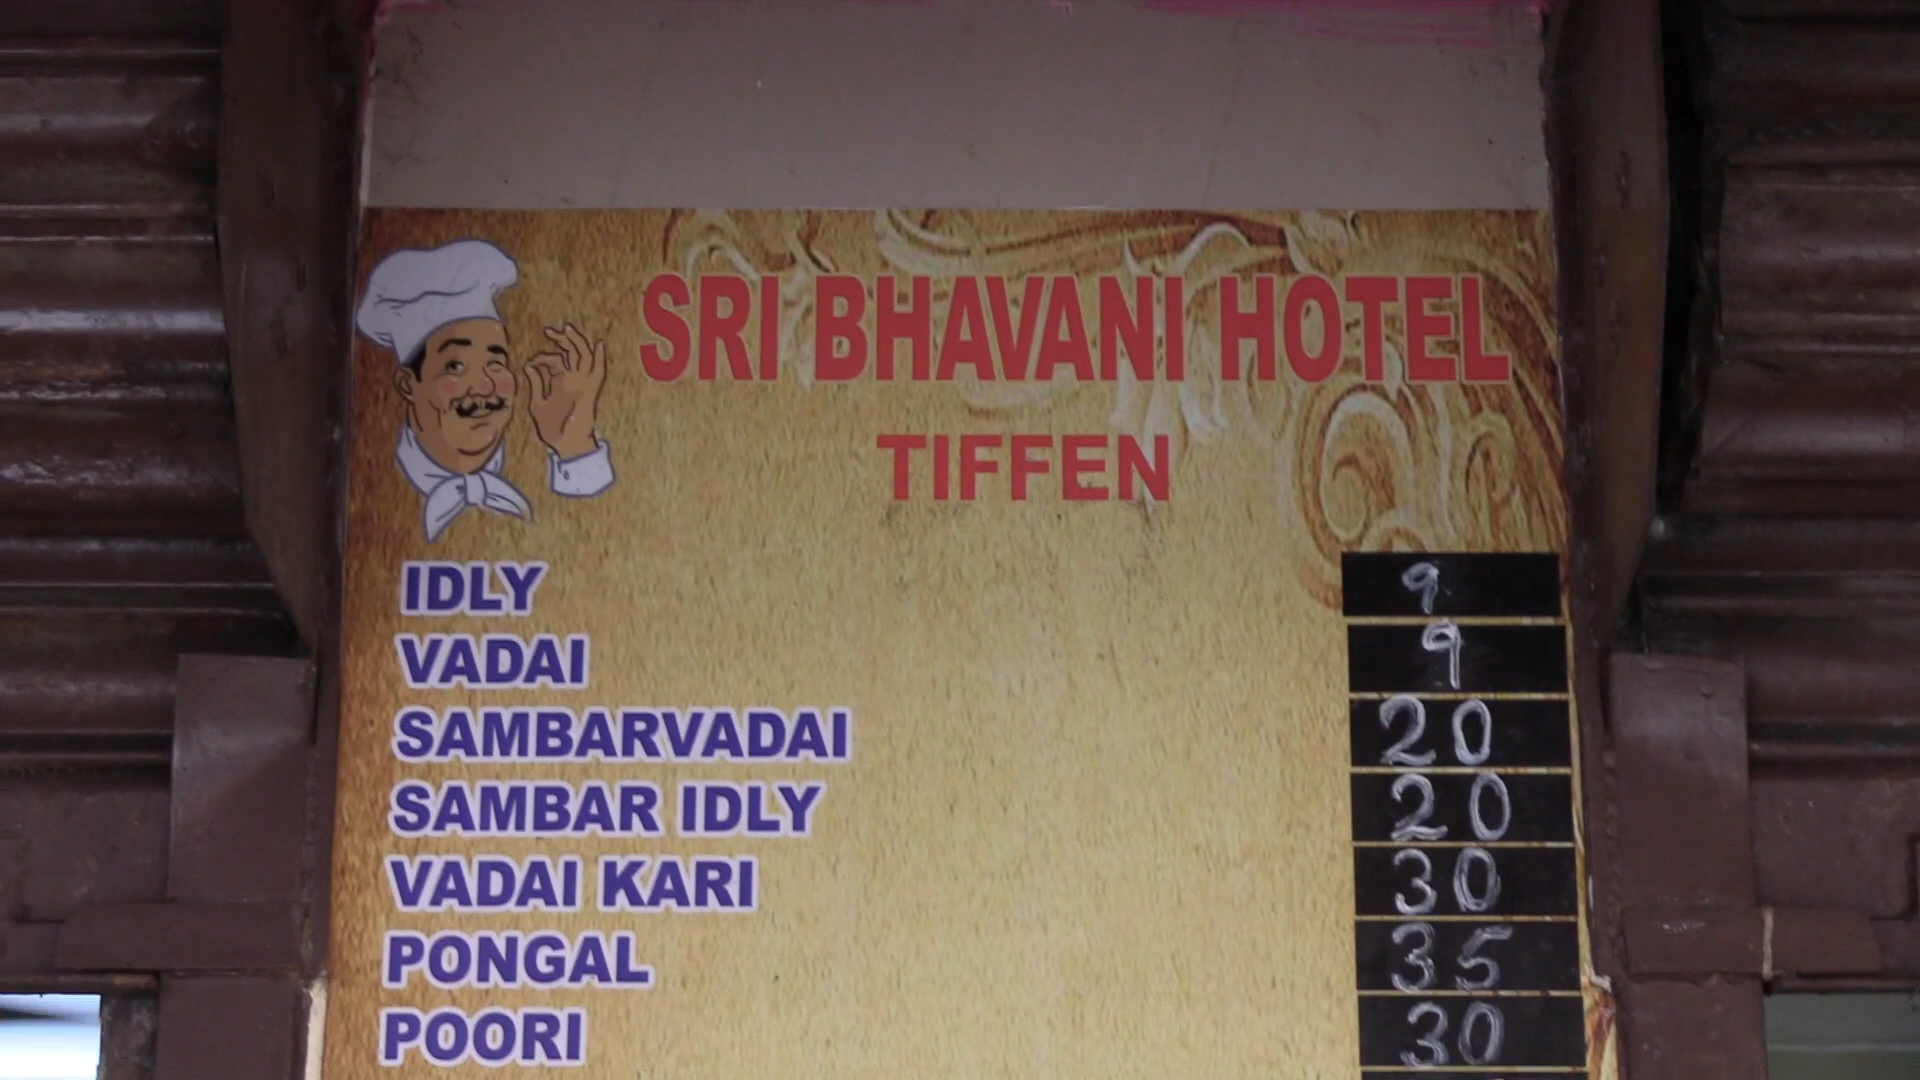 SRI BHAVANI HOTEL
TIFFEN
IDLY 9
VADAI 9
SAMBARVADAI 20
SAMBAR IDLY 20
VADAI KARI 30
PONGAL 35
POORI 30